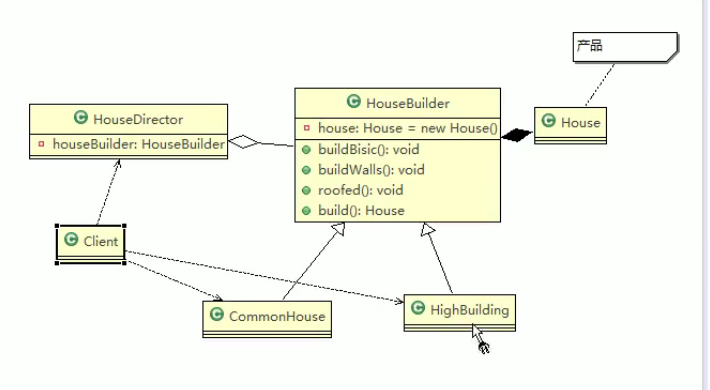 产品
HouseDirector
houseBuilder: HouseBuilder
HouseBuilder
house: House = new House()
buildBisic(): void
buildWalls(): void
roofed(): void
build(): House
House
Client
CommonHouse
HighBuilding